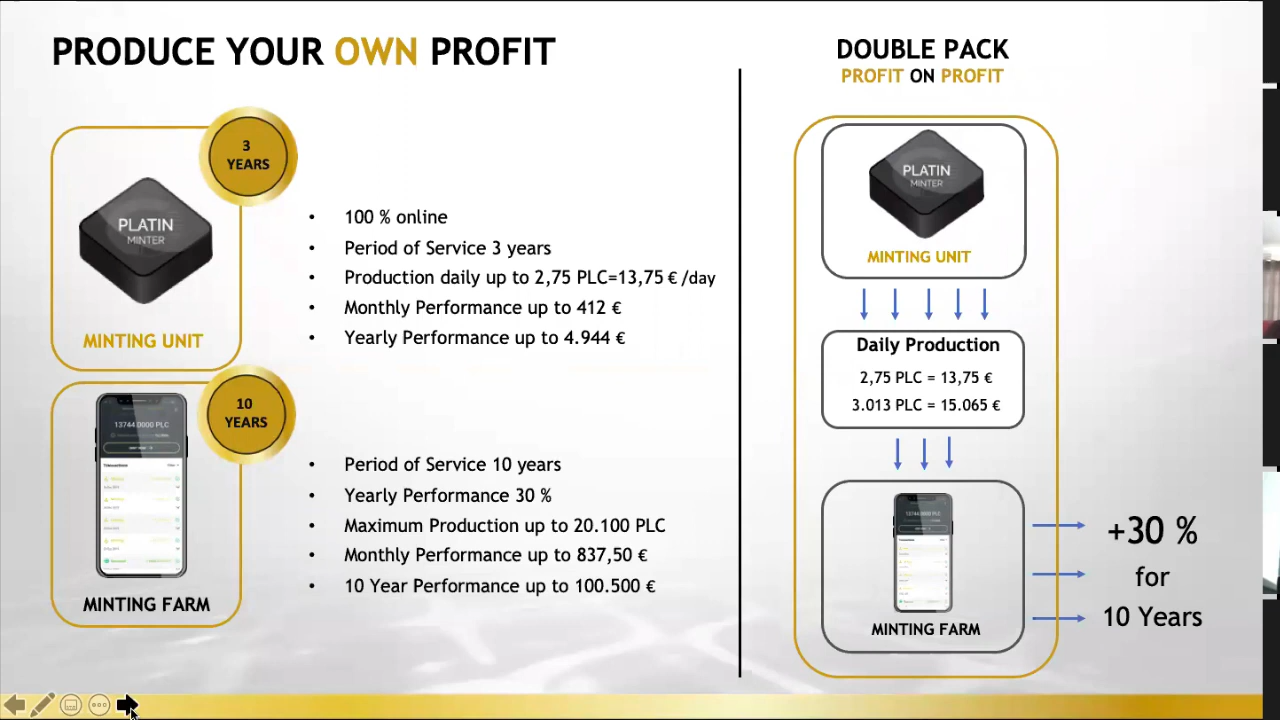 PRODUCE YOUR OWN PROFIT
3
YEARS
PLATIN
MINTER
MINTING UNIT
• 100 % online
• Period of Service 3 years
• Production daily up to 2,75 PLC=13,75 € /day
• Monthly Performance up to 412 €
• Yearly Performance up to 4.944 €
10
YEARS
13744.0000 PLC
Transactions
MINTING FARM
• Period of Service 10 years
• Yearly Performance 30 %
• Maximum Production up to 20.100 PLC
• Monthly Performance up to 837,50 €
• 10 Year Performance up to 100.500 €
DOUBLE PACK
PROFIT ON PROFIT
PLATIN
MINTER
MINTING UNIT
Daily Production
2,75 PLC = 13,75 €
3.013 PLC = 15.065 €
13744.0000 PLC
MINTING FARM
+30 %
for
10 Years